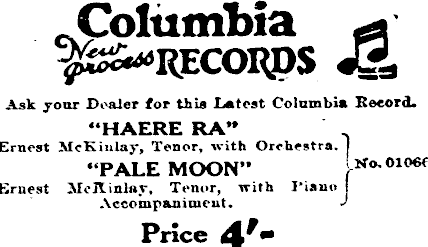 Columbia
New process RECORDS
Ask your Dealer for this Latest Columbia Record.
"HAERE RA"
Ernest McKinlay, Tenor, with Orchestra.
"PALE MOON"
No. 01066
Ernest McKinlay, Tenor, with Piano
Accompaniment.
Price 4'-